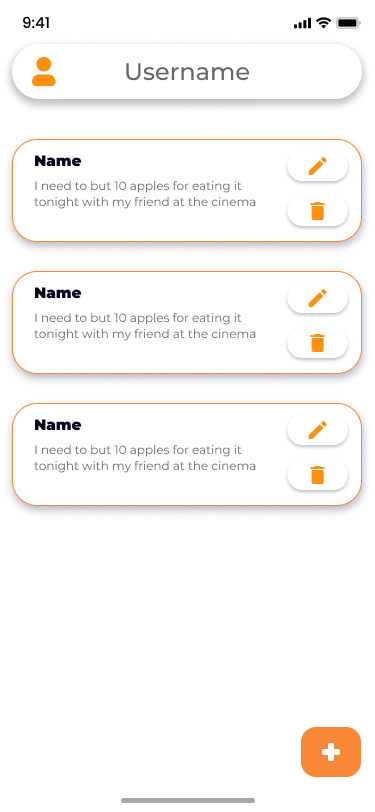 9:41
Username
Name
I need to but 10 apples for eating it
tonight with my friend at the cinema
Name
I need to but 10 apples for eating it
tonight with my friend at the cinema
Name
I need to but 10 apples for eating it
tonight with my friend at the cinema